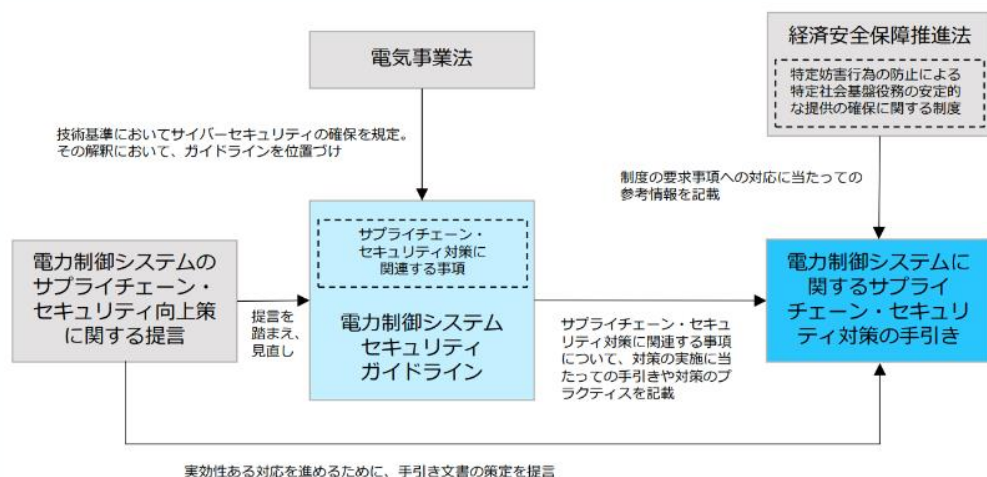 電気事業法
経済安全保障推進法
特定妨害行為の防止による
特定社会基盤役務の安定的
な提供の確保に関する制度
技術基準においてサイバーセキュリティの確保を規定。
その解釈において、ガイドラインを位置づけ
制度の要求事項への対応に当たっての
参考情報を記載
電力制御システムの
サプライチェーン・
セキュリティ向上策
に関する提言
提言を
踏まえ、
見直し
サプライチェーン・
セキュリティ対策に
関連する事項
電力制御システム
セキュリティ
ガイドライン
サプライチェーン・セキュ
リティ対策に関連する事項
について、対策の実施に当
たっての手引きや対策のプ
ラクティスを記載
電力制御システムに
関するサプライ
チェーン・セキュリ
ティ対策の手引き
実効性ある対応を進めるために、手引き文書の策定を提言